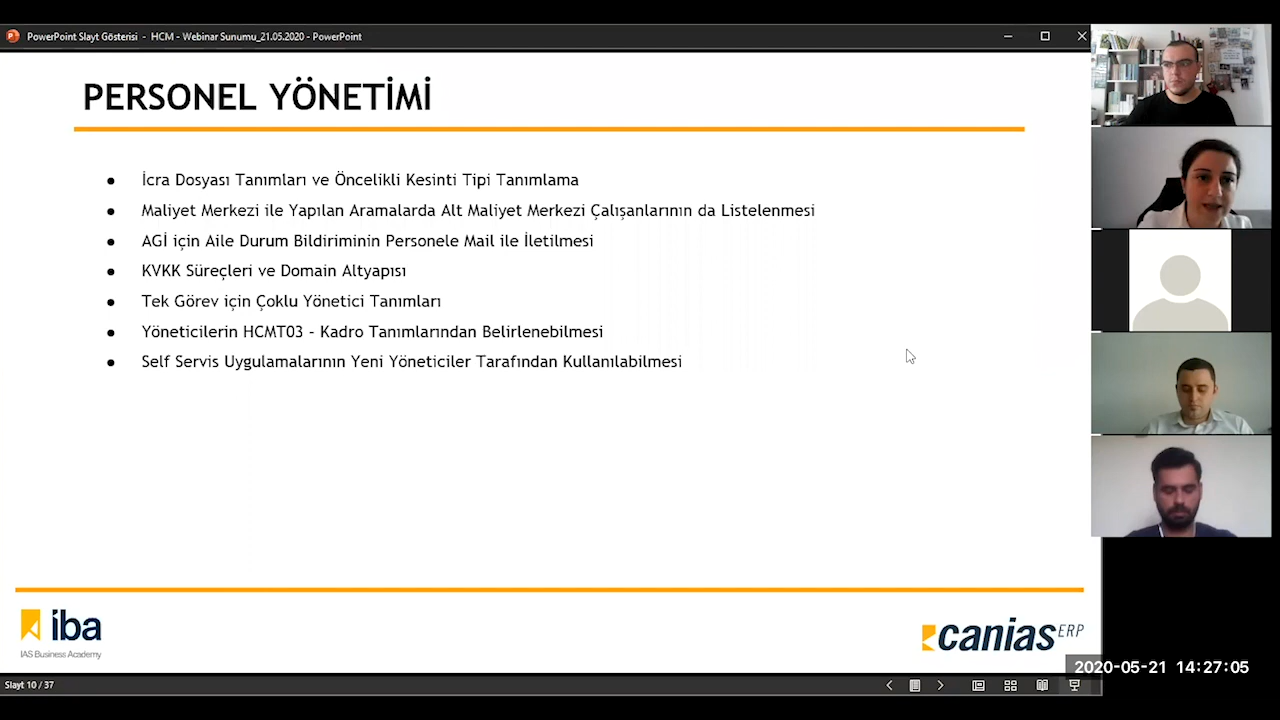 PowerPoint Slayt Gösterisi - HCM - Webinar Sunumu_21.05.2020 - PowerPoint
PERSONEL YÖNETİMİ
İcra Dosyası Tanımları ve Öncelikli Kesinti Tipi Tanımlama
Maliyet Merkezi ile Yapılan Aramalarda Alt Maliyet Merkezi Çalışanlarının da Listelenmesi
AGİ için Aile Durum Bildiriminin Personele Mail ile İletilmesi
KVKK Süreçleri ve Domain Altyapısı
Tek Görev için Çoklu Yönetici Tanımları
Yöneticilerin HCMT03 - Kadro Tanımlarından Belirlenebilmesi
Self Servis Uygulamalarının Yeni Yöneticiler Tarafından Kullanılabilmesi
iba
IAS Business Academy
canias ERP
2020-05-21 14:27:05
Slayt 10 / 37